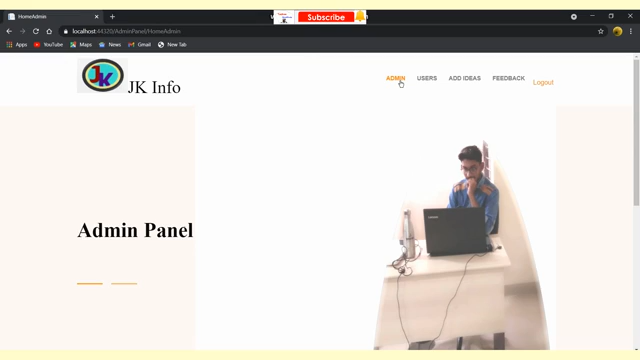 HomeAdmin
Subscribe
localhost:44320/AdminPanel/HomeAdmin
Apps YouTube Maps News Gmail New Tab
JK
JK Info
ADMIN USERS ADD IDEAS FEEDBACK Logout
Admin Panel